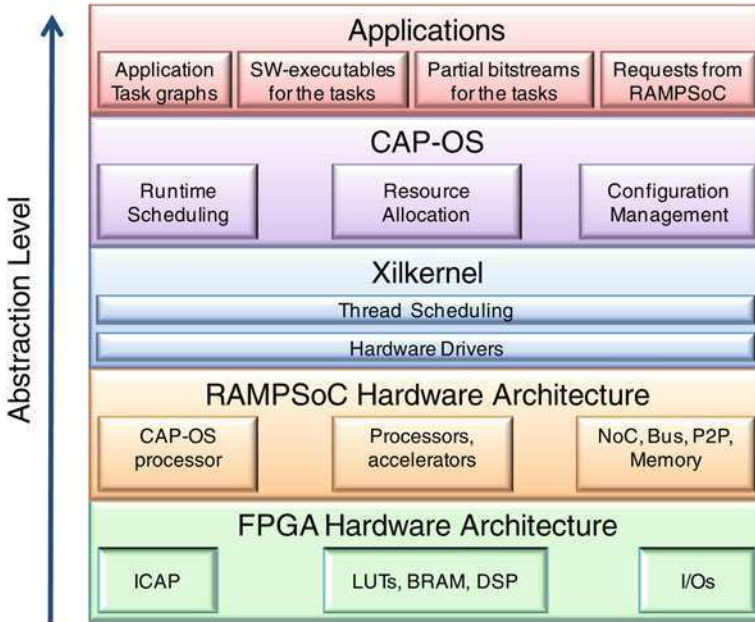 Abstraction Level
Applications
Application
Task graphs
SW-executables
for the tasks
Partial bitstreams
for the tasks
Requests from
RAMPSoC
CAP-OS
Runtime
Scheduling
Resource
Allocation
Configuration
Management
Xilkernel
Thread Scheduling
Hardware Drivers
RAMPSoC Hardware Architecture
CAP-OS
processor
Processors,
accelerators
NoC, Bus, P2P,
Memory
FPGA Hardware Architecture
ICAP
LUTs, BRAM, DSP
I/Os